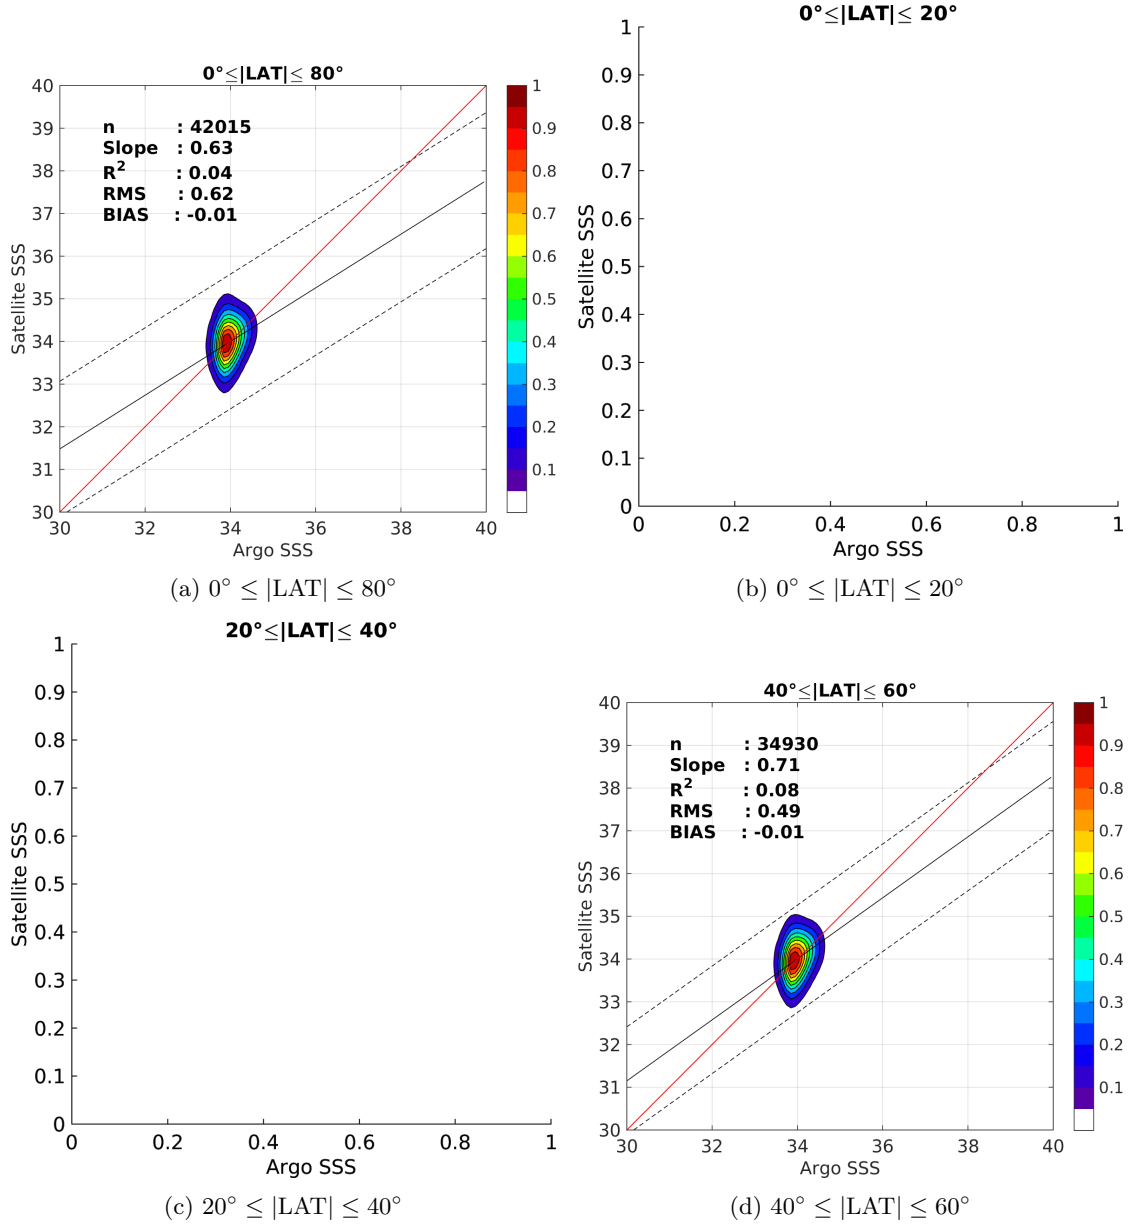 0°≤|LAT|≤ 80°
40
39
38
37
36
35
34
33
32
31
30
n : 42015
Slope : 0.63
R² : 0.04
RMS : 0.62
BIAS : -0.01
Satellite SSS
30 32 34 36 38 40
Argo SSS
1
0.9
0.8
0.7
0.6
0.5
0.4
0.3
0.2
0.1
(a) 0° ≤ |LAT| ≤ 80°
0°≤|LAT|≤ 20°
1
0.9
0.8
0.7
0.6
0.5
0.4
0.3
0.2
0.1
0
Satellite SSS
0 0.2 0.4 0.6 0.8 1
Argo SSS
(b) 0° ≤ |LAT| ≤ 20°
20°≤|LAT|≤ 40°
1
0.9
0.8
0.7
0.6
0.5
0.4
0.3
0.2
0.1
0
Satellite SSS
0 0.2 0.4 0.6 0.8 1
Argo SSS
(c) 20° ≤ |LAT| ≤ 40°
40°≤|LAT|≤ 60°
40
39
38
37
36
35
34
33
32
31
30
n : 34930
Slope : 0.71
R² : 0.08
RMS : 0.49
BIAS : -0.01
Satellite SSS
30 32 34 36 38 40
Argo SSS
1
0.9
0.8
0.7
0.6
0.5
0.4
0.3
0.2
0.1
(d) 40° ≤ |LAT| ≤ 60°